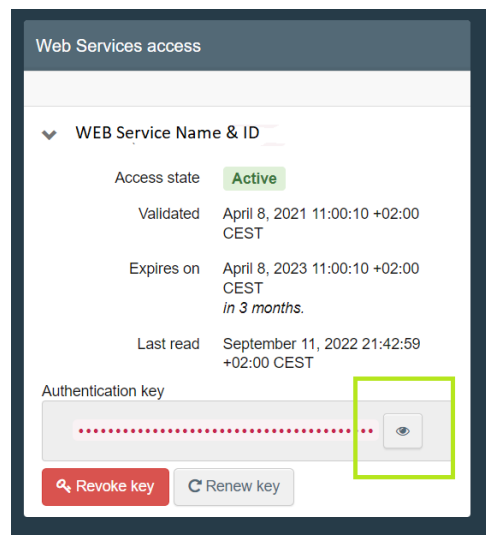 Web Services access
WEB Service Name & ID
Access state Active
Validated April 8, 2021 11:00:10 +02:00
CEST
Expires on April 8, 2023 11:00:10 +02:00
CEST
in 3 months.
Last read September 11, 2022 21:42:59
+02:00 CEST
Authentication key
Revoke key Renew key